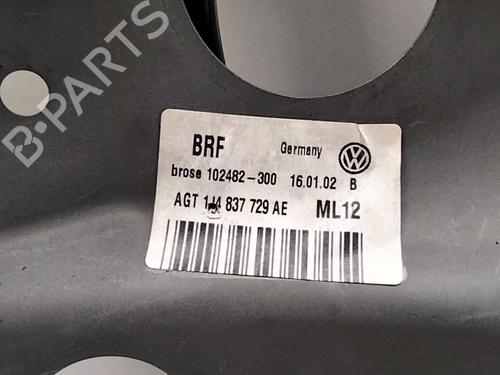 B-PARTS
BRF Germany
brose 102482-300 16.01.02 B
AGT 1J4 837 729 AE ML12